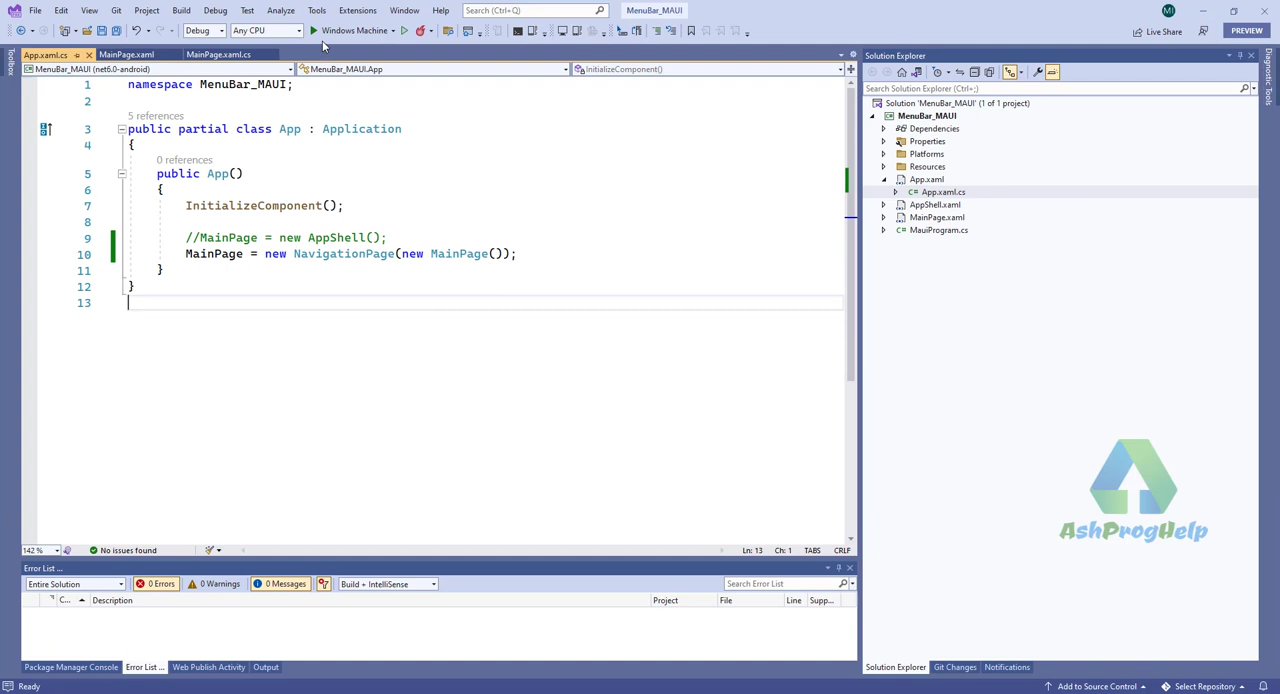 File Edit View Git Project Build Debug Test Analyze Tools Extensions Window Help Search (Ctrl+Q) MenuBar_MAUI MI
Debug Any CPU Windows Machine Live Share PREVIEW
App.xaml.cs MainPage.xaml MainPage.xaml.cs
MenuBar_MAUI (net6.0-android) MenuBar_MAUI.App InitializeComponent()
1 namespace MenuBar_MAUI;
2
5 references
3 public partial class App : Application
4 {
0 references
5 public App()
6 {
7 InitializeComponent();
8
9 //MainPage = new AppShell();
10 MainPage = new NavigationPage(new MainPage());
11 }
12 }
13
142 % No issues found Ln: 13 Ch: 1 TABS CRLF
Error List ...
Entire Solution 0 Errors 0 Warnings 0 Messages Build + IntelliSense Search Error List
C... Description Project File Line Supp...
Package Manager Console Error List ... Web Publish Activity Output
Toolbox
Solution Explorer
Search Solution Explorer (Ctrl+;)
Solution 'MenuBar_MAUI' (1 of 1 project)
MenuBar_MAUI
Dependencies
Properties
Platforms
Resources
App.xaml
C# App.xaml.cs
AppShell.xaml
MainPage.xaml
C# MauiProgram.cs
AshProgHelp
Solution Explorer Git Changes Notifications
Diagnostic Tools
Ready Add to Source Control Select Repository